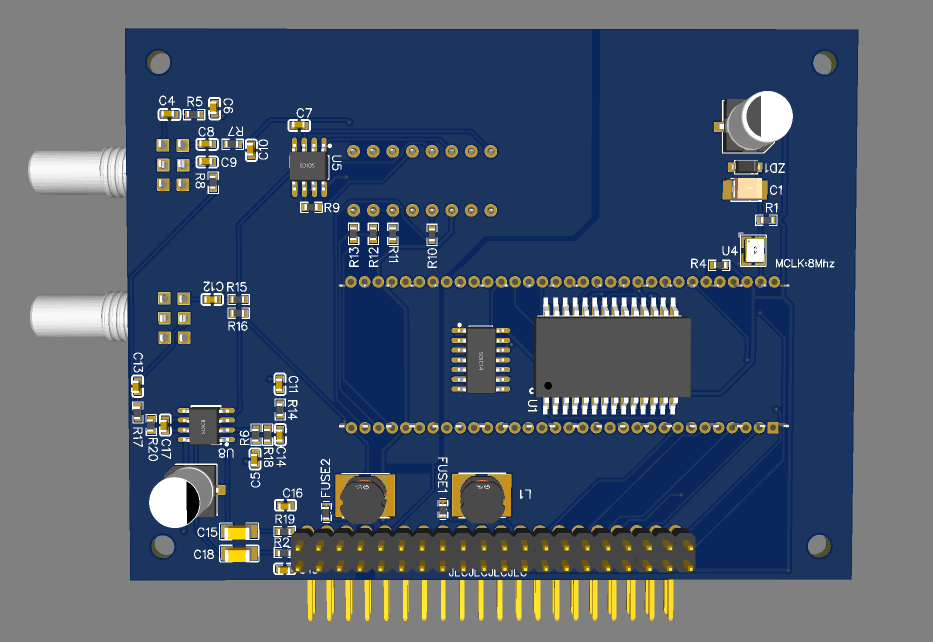 C4
R5
C6
C7
C8
R7
C10
C9
R8
SOIC8
U5
R9
ZD1
C1
R1
U4
R4
MCLK:8Mhz
R13
R12
R11
R10
C12
R15
R16
SOIC14
U1
C13
C11
R14
R17
R20
C17
U8
R6
R18
C14
C5
FUSE2
FUSE1
L1
C16
R19
C15
R2
C18
JLCJLCJLCJLC